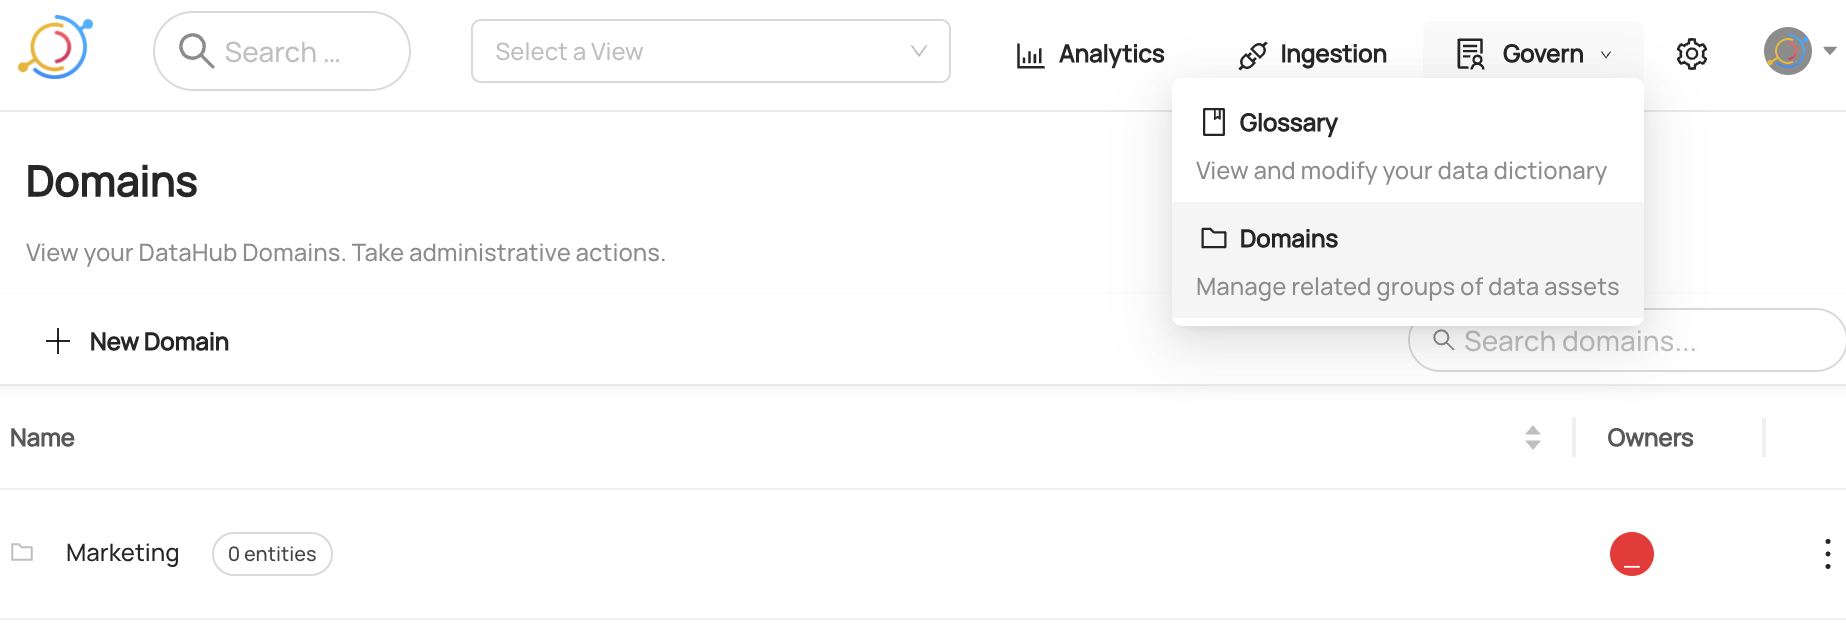 Search ...
Select a View
Analytics
Ingestion
Govern
Glossary
View and modify your data dictionary
Domains
Manage related groups of data assets
Domains
View your DataHub Domains. Take administrative actions.
New Domain
Search domains...
Name
Owners
Marketing
0 entities
_